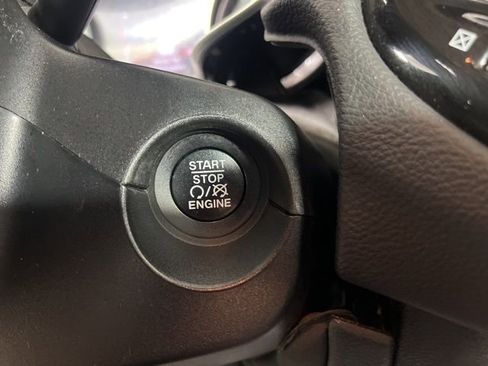 START
STOP
/
ENGINE